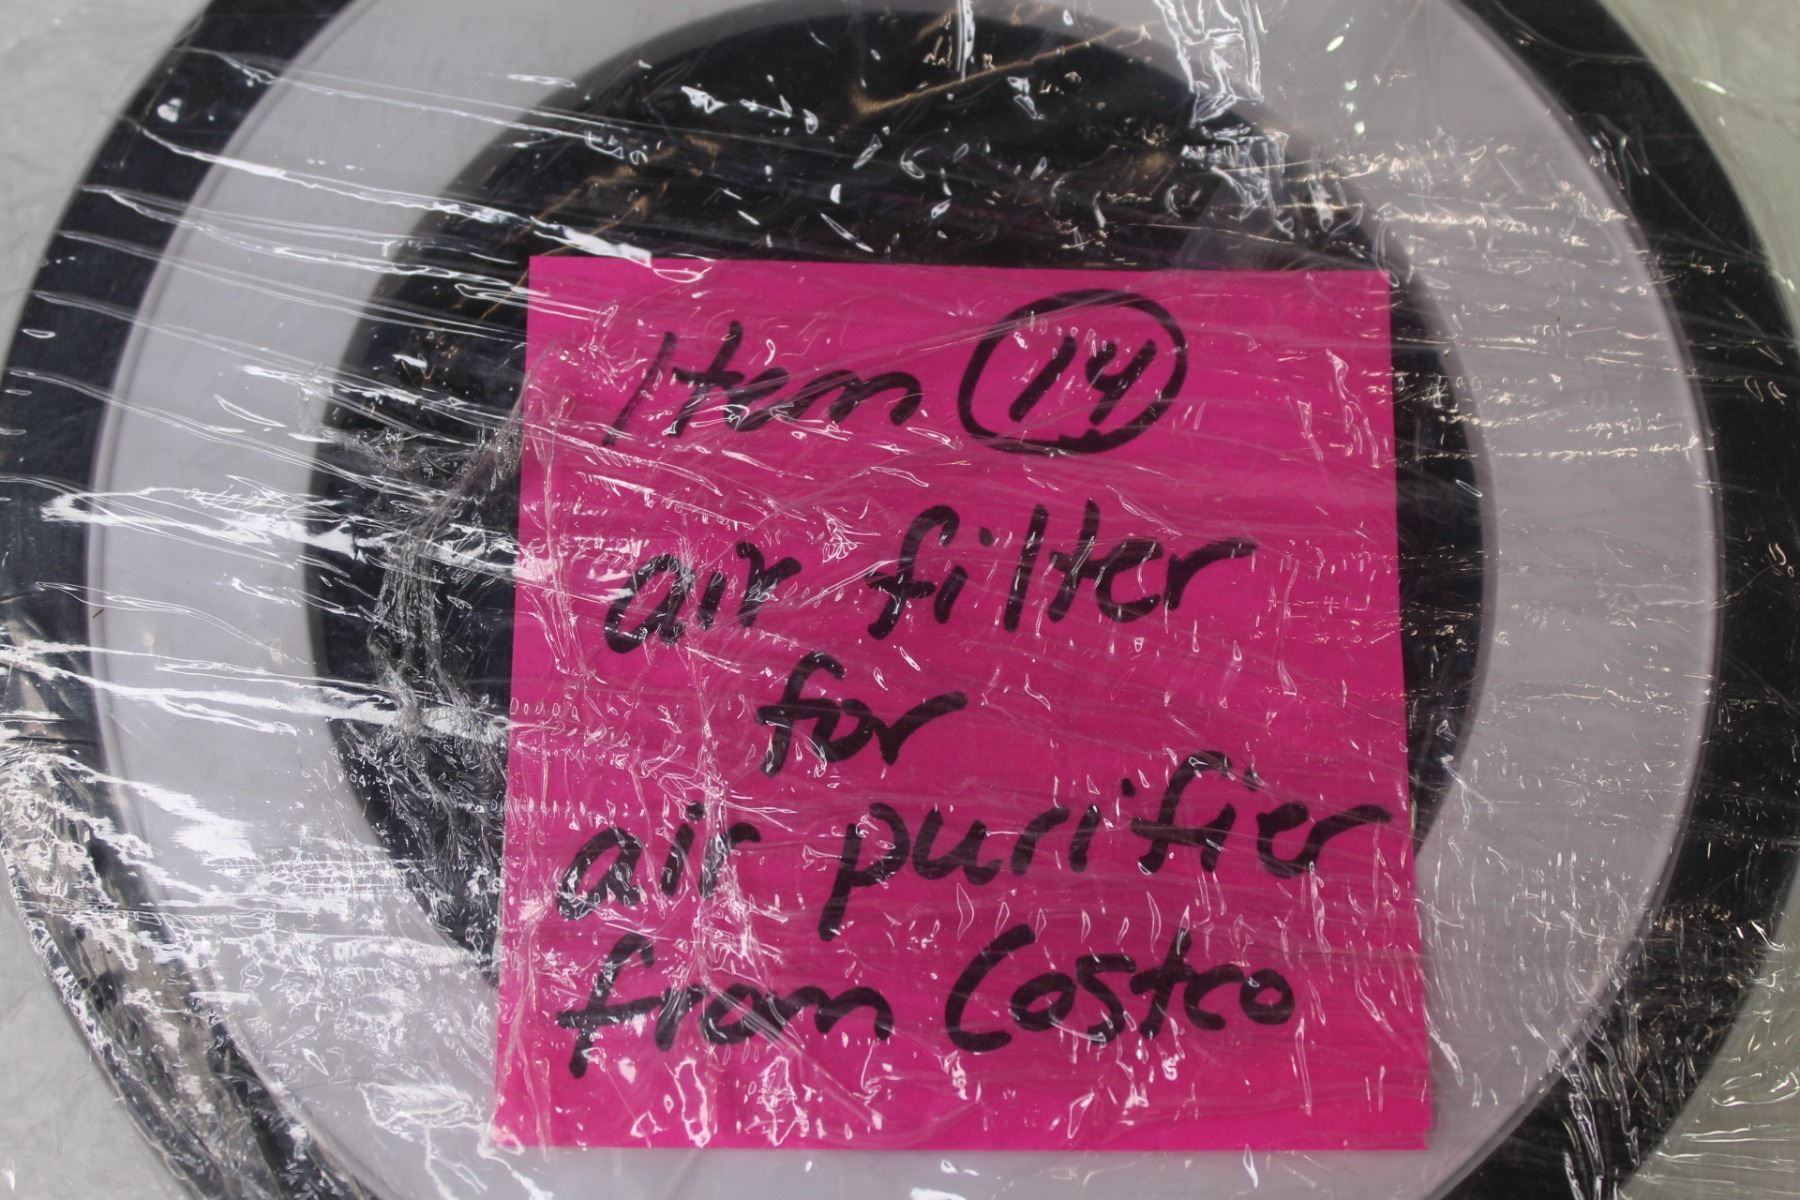 Item 14
air filter
for
air purifier
from Costco